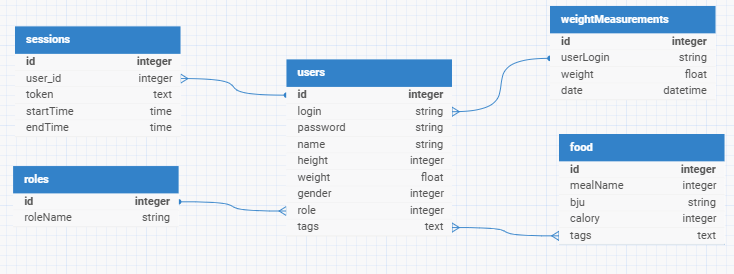 sessions
id integer
user_id integer
token text
startTime time
endTime time
roles
id integer
roleName string
users
id integer
login string
password string
name string
height integer
weight float
gender integer
role integer
tags text
weightMeasurements
id integer
userLogin string
weight float
date datetime
food
id integer
mealName integer
bju string
calory integer
tags text